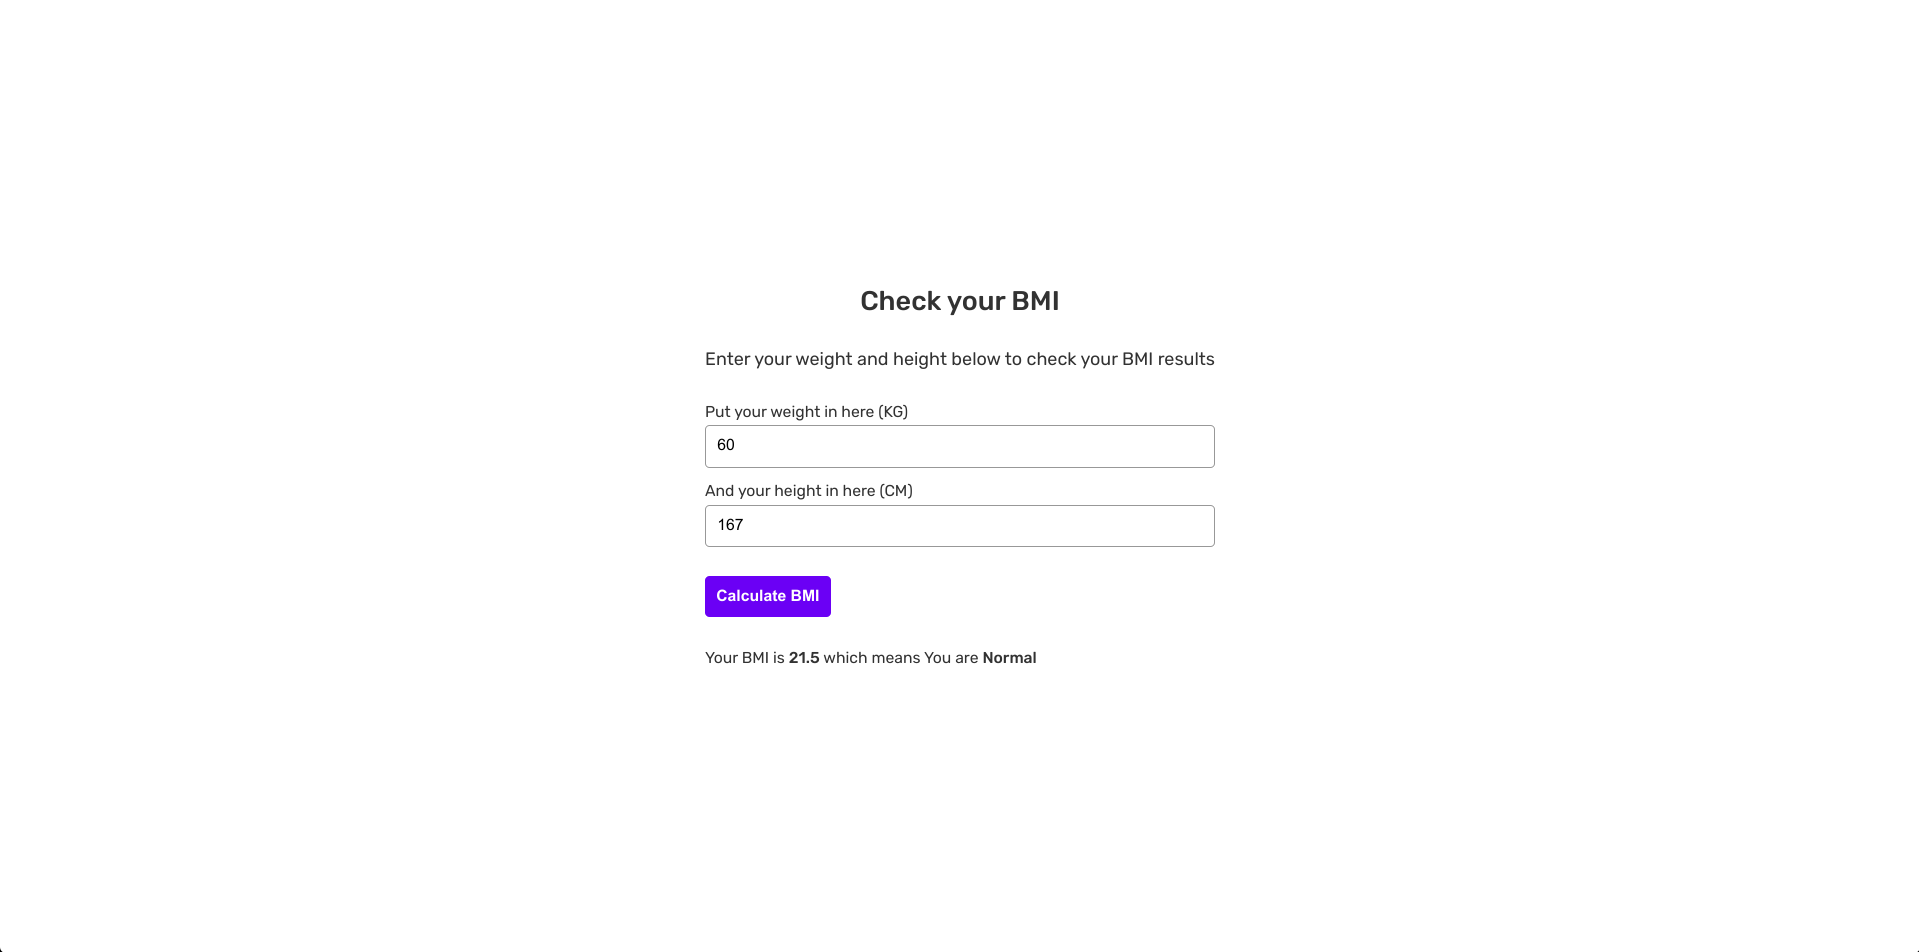 Check your BMI
Enter your weight and height below to check your BMI results
Put your weight in here (KG)
60
And your height in here (CM)
167
Calculate BMI
Your BMI is 21.5 which means You are Normal